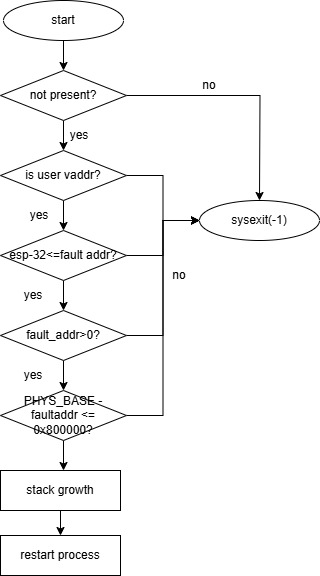 start
not present?
no
yes
is user vaddr?
yes
sysexit(-1)
esp-32<=fault addr?
no
yes
fault_addr>0?
yes
PHYS_BASE -
faultaddr <=
0x800000?
stack growth
restart process